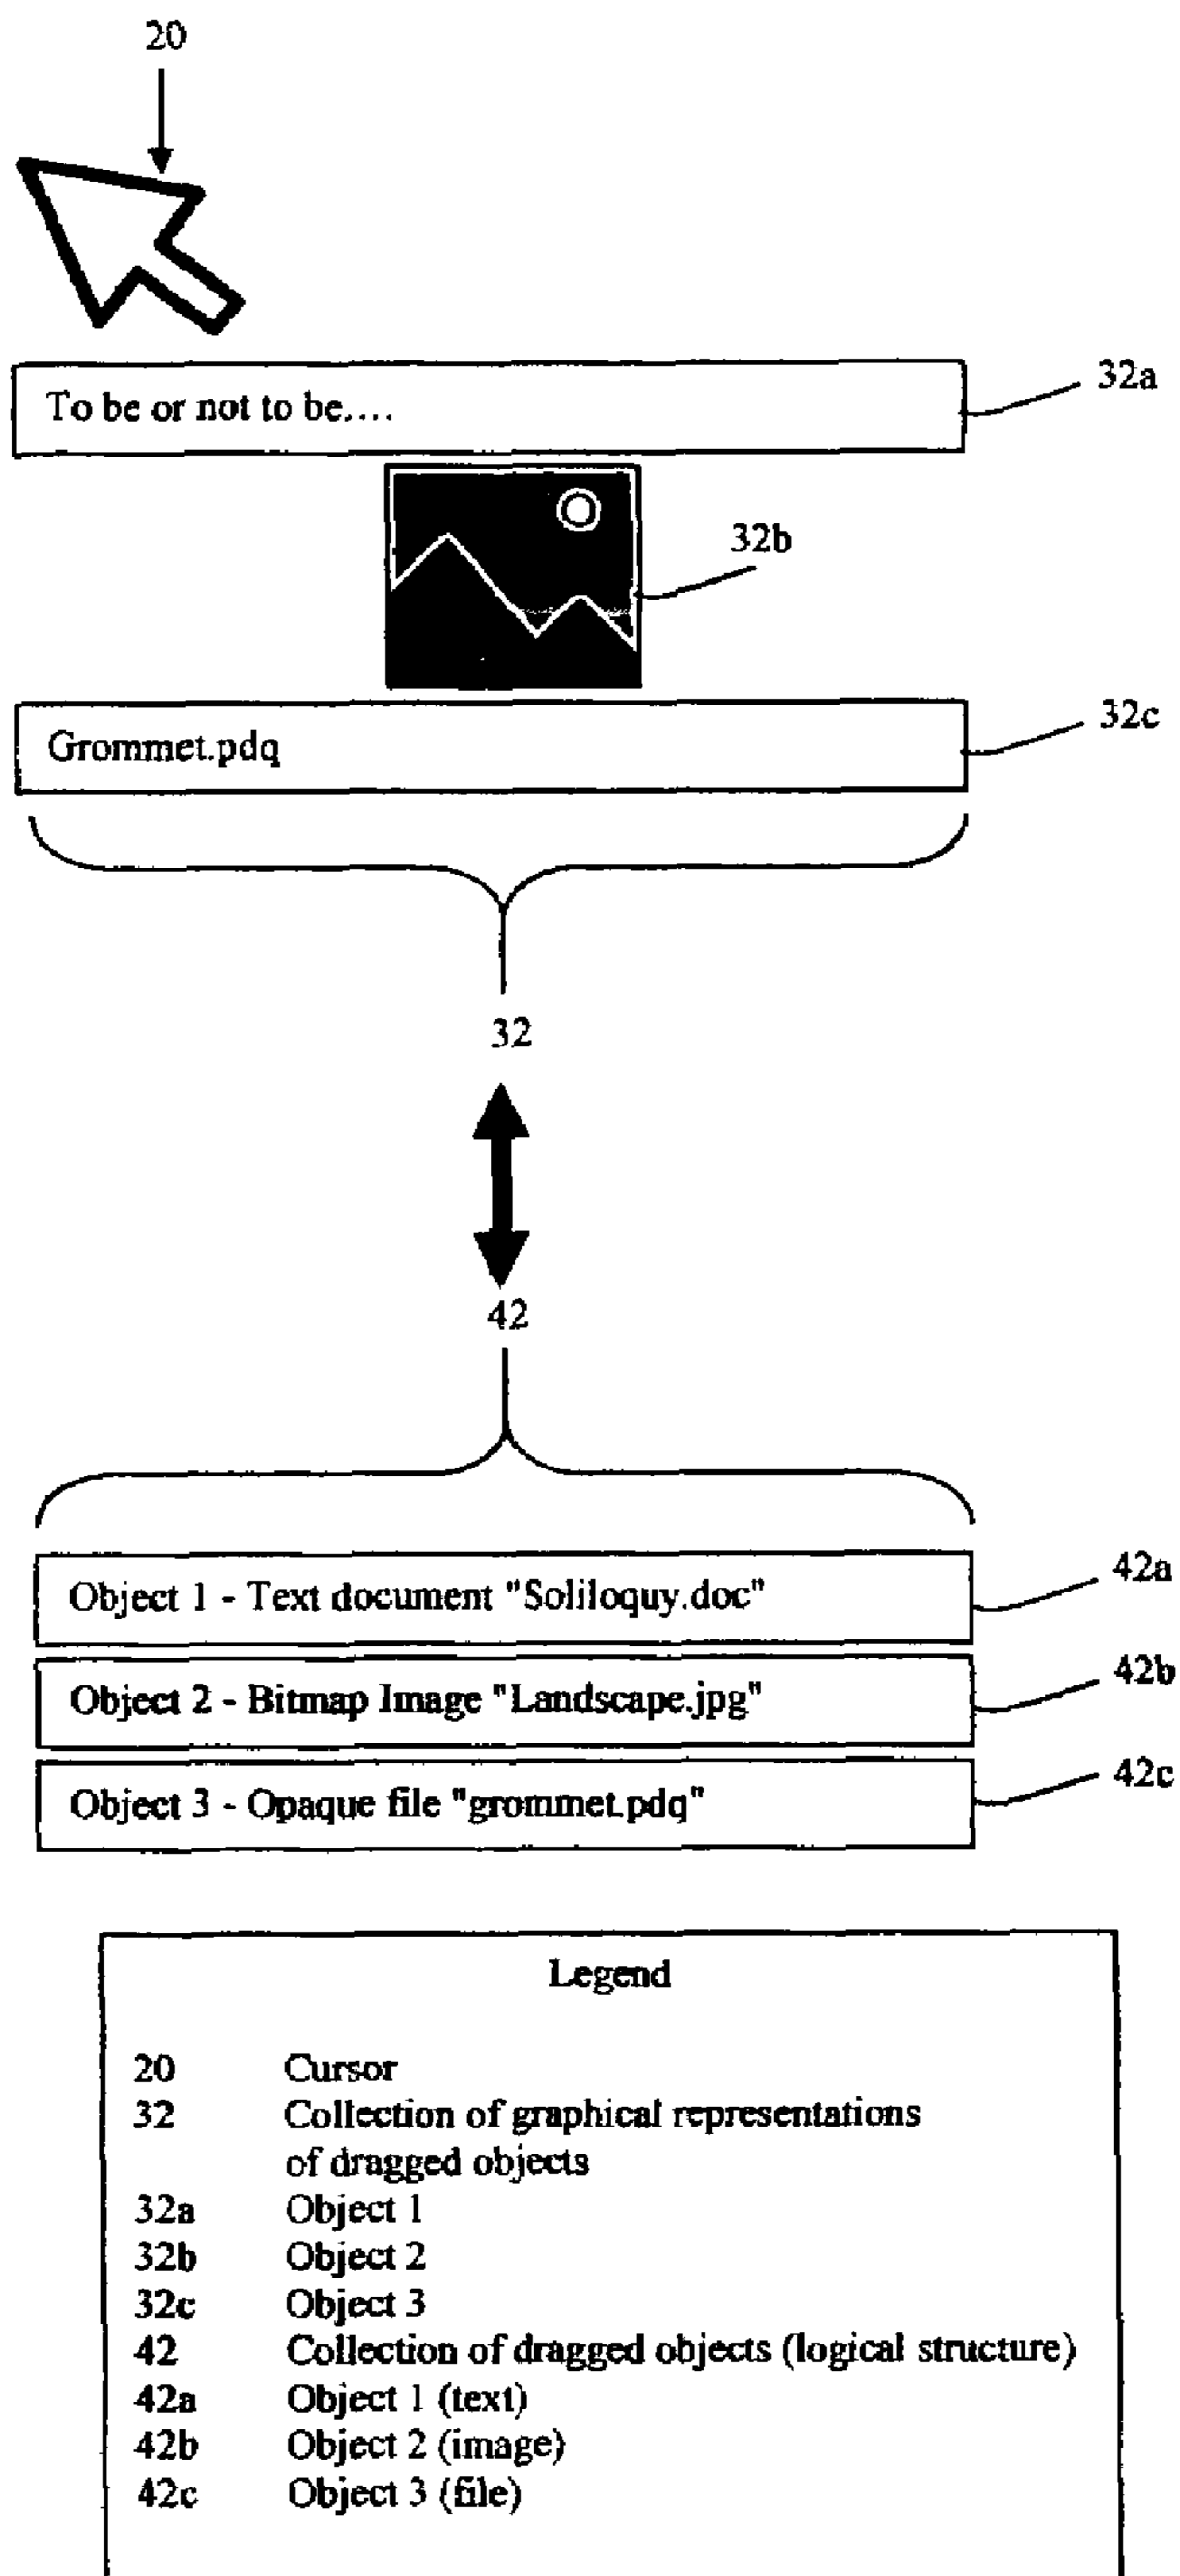 20
To be or not to be....
32a
32b
Grommet.pdq
32c
32
42
Object 1 - Text document "Soliloquy.doc"
42a
Object 2 - Bitmap Image "Landscape.jpg"
42b
Object 3 - Opaque file "grommet.pdq"
42c
Legend
20 Cursor
32 Collection of graphical representations
of dragged objects
32a Object 1
32b Object 2
32c Object 3
42 Collection of dragged objects (logical structure)
42a Object 1 (text)
42b Object 2 (image)
42c Object 3 (file)